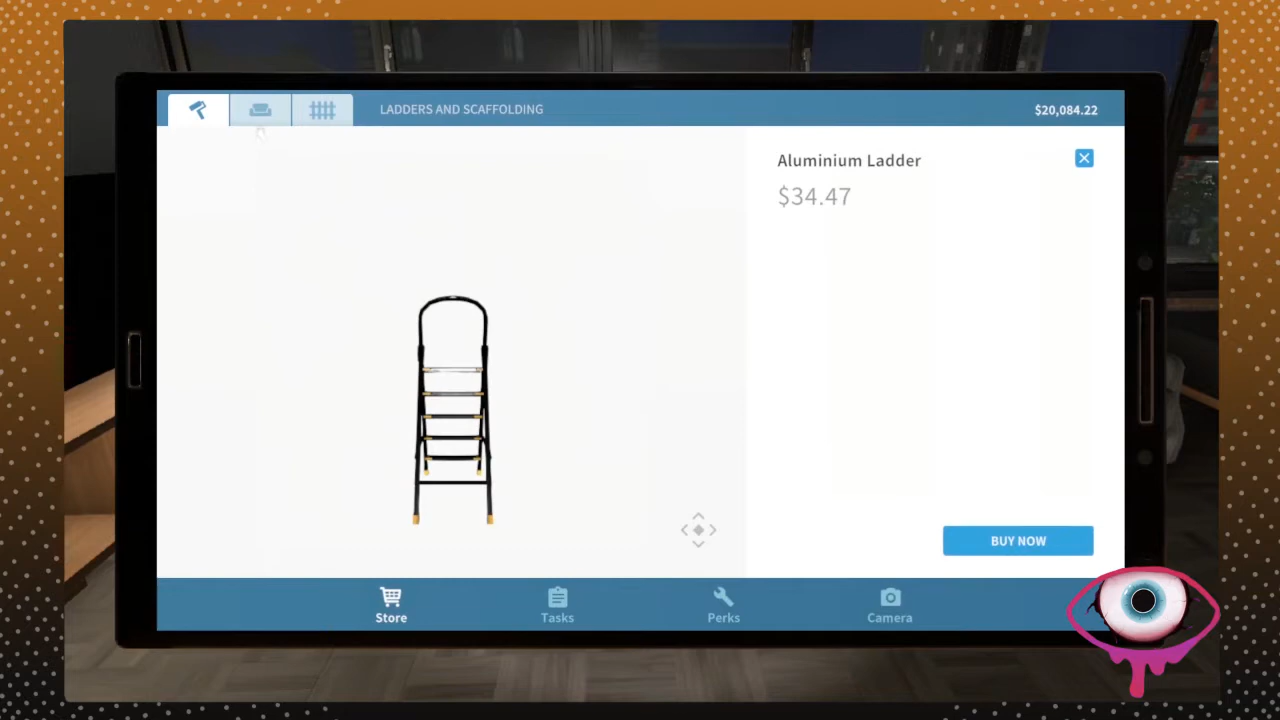 LADDERS AND SCAFFOLDING
$20,084.22
Aluminium Ladder
$34.47
BUY NOW
Store
Tasks
Perks
Camera